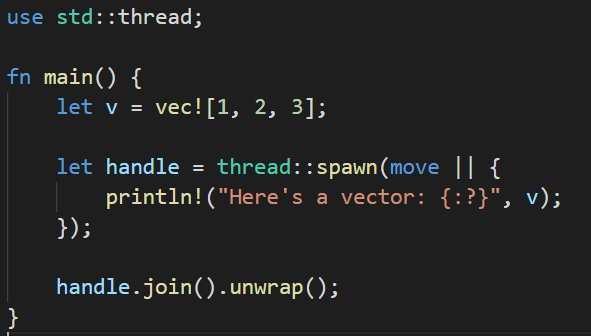 use std::thread;
fn main() {
    let v = vec![1, 2, 3];
    let handle = thread::spawn(move || {
        println!("Here's a vector: {:?}", v);
    });
    handle.join().unwrap();
}